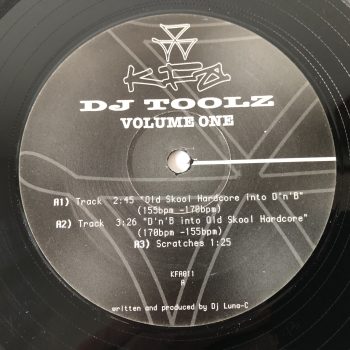 KFA
DJ TOOLZ
VOLUME ONE
A1) Track 2:45 "Old Skool Hardcore into D'n'B"
(155bpm -170bpm)
A2) Track 3:26 "D'n'B into Old Skool Hardcore"
(170bpm -155bpm)
A3) Scratches 1:25
KFA011
A
written and produced by Dj Luna-C